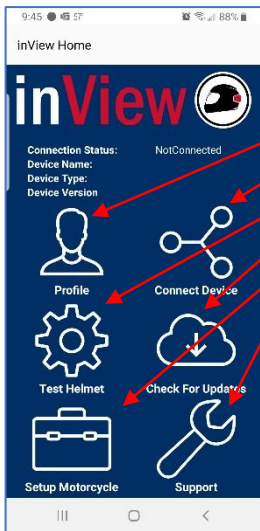 9:45 57° 88%
inView Home
inView
Connection Status: NotConnected
Device Name:
Device Type:
Device Version
Profile Connect Device
Test Helmet Check For Updates
Setup Motorcycle Support